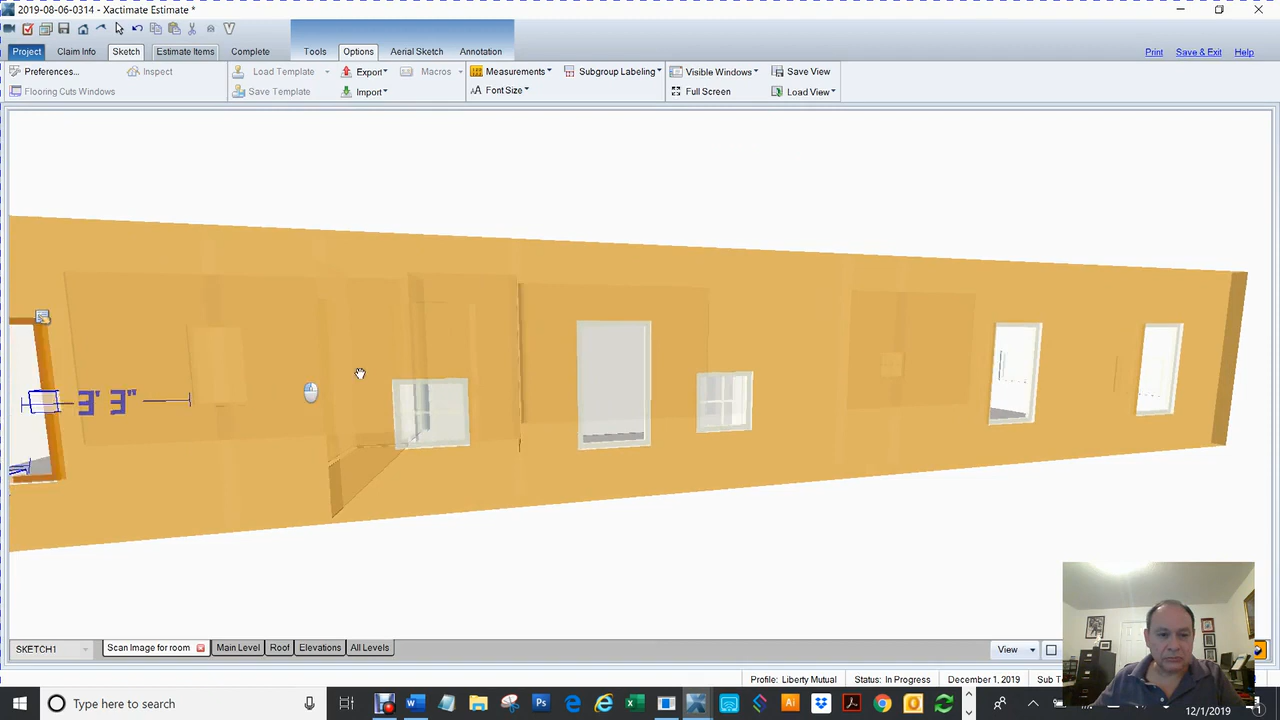 2019-08-06-0314 - Xactimate Estimate *
Project Claim Info Sketch Estimate Items Complete Tools Options Aerial Sketch Annotation Print Save & Exit Help
Preferences... Inspect Load Template Export Macros Measurements Subgroup Labeling Visible Windows Save View
Flooring Cuts Windows Save Template Import Font Size Full Screen Load View
3' 3"
SKETCH1 Scan Image for room Main Level Roof Elevations All Levels View
Profile: Liberty Mutual Status: In Progress December 1, 2019 Sub To
Type here to search
12/1/2019